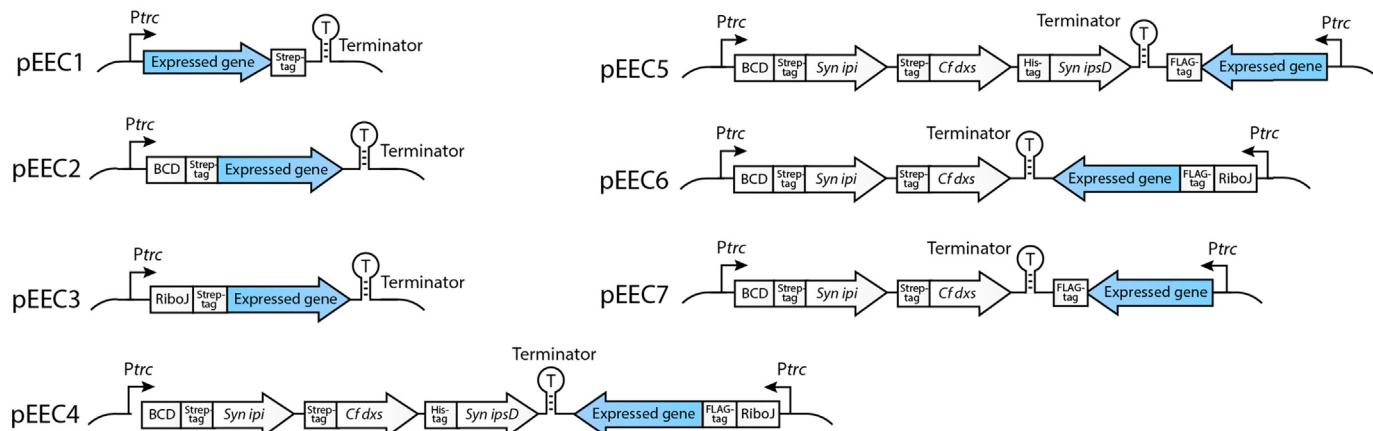 pEEC1
Ptrc
Expressed gene
Strep-
tag
T
Terminator
pEEC2
Ptrc
BCD
Strep-
tag
Expressed gene
T
Terminator
pEEC3
Ptrc
RiboJ
Strep-
tag
Expressed gene
T
Terminator
pEEC4
Ptrc
BCD
Strep-
tag
Syn ipi
Strep-
tag
Cf dxs
His-
tag
Syn ipsD
Terminator
T
Expressed gene
FLAG-
tag
RiboJ
Ptrc
pEEC5
Ptrc
BCD
Strep-
tag
Syn ipi
Strep-
tag
Cf dxs
His-
tag
Syn ipsD
Terminator
T
FLAG-
tag
Expressed gene
Ptrc
pEEC6
Ptrc
BCD
Strep-
tag
Syn ipi
Strep-
tag
Cf dxs
Terminator
T
Expressed gene
FLAG-
tag
RiboJ
Ptrc
pEEC7
Ptrc
BCD
Strep-
tag
Syn ipi
Strep-
tag
Cf dxs
Terminator
T
FLAG-
tag
Expressed gene
Ptrc